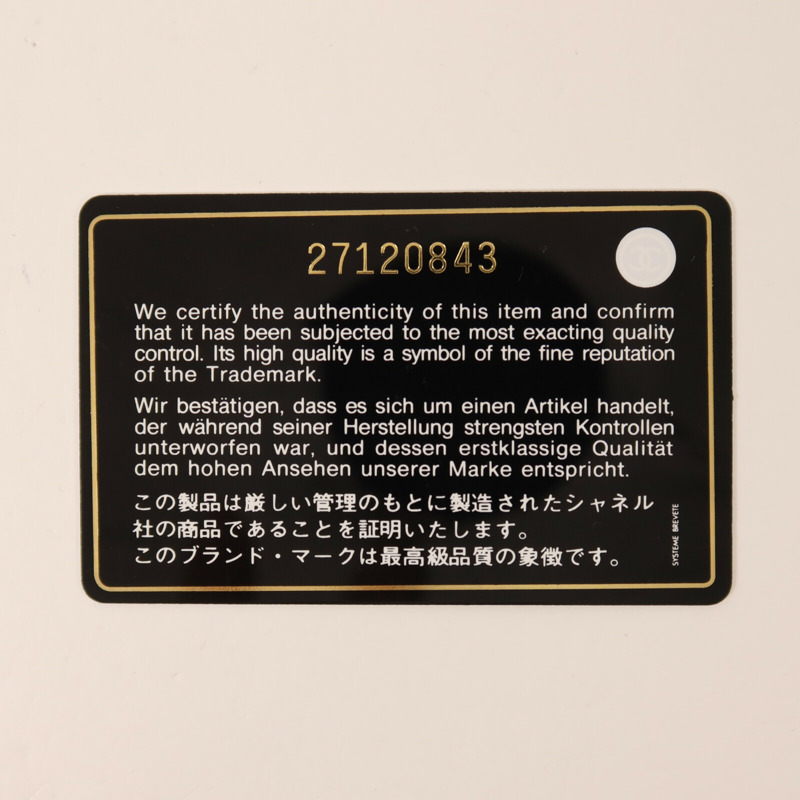 27120843
We certify the authenticity of this item and confirm
that it has been subjected to the most exacting quality
control. Its high quality is a symbol of the fine reputation
of the Trademark.
Wir bestätigen, dass es sich um einen Artikel handelt,
der während seiner Herstellung strengsten Kontrollen
unterworfen war, und dessen erstklassige Qualität
dem hohen Ansehen unserer Marke entspricht.
この製品は厳しい管理のもとに製造されたシャネル
社の商品であることを証明いたします。
このブランド・マークは最高級品質の象徴です。
SYSTEME BREVETE